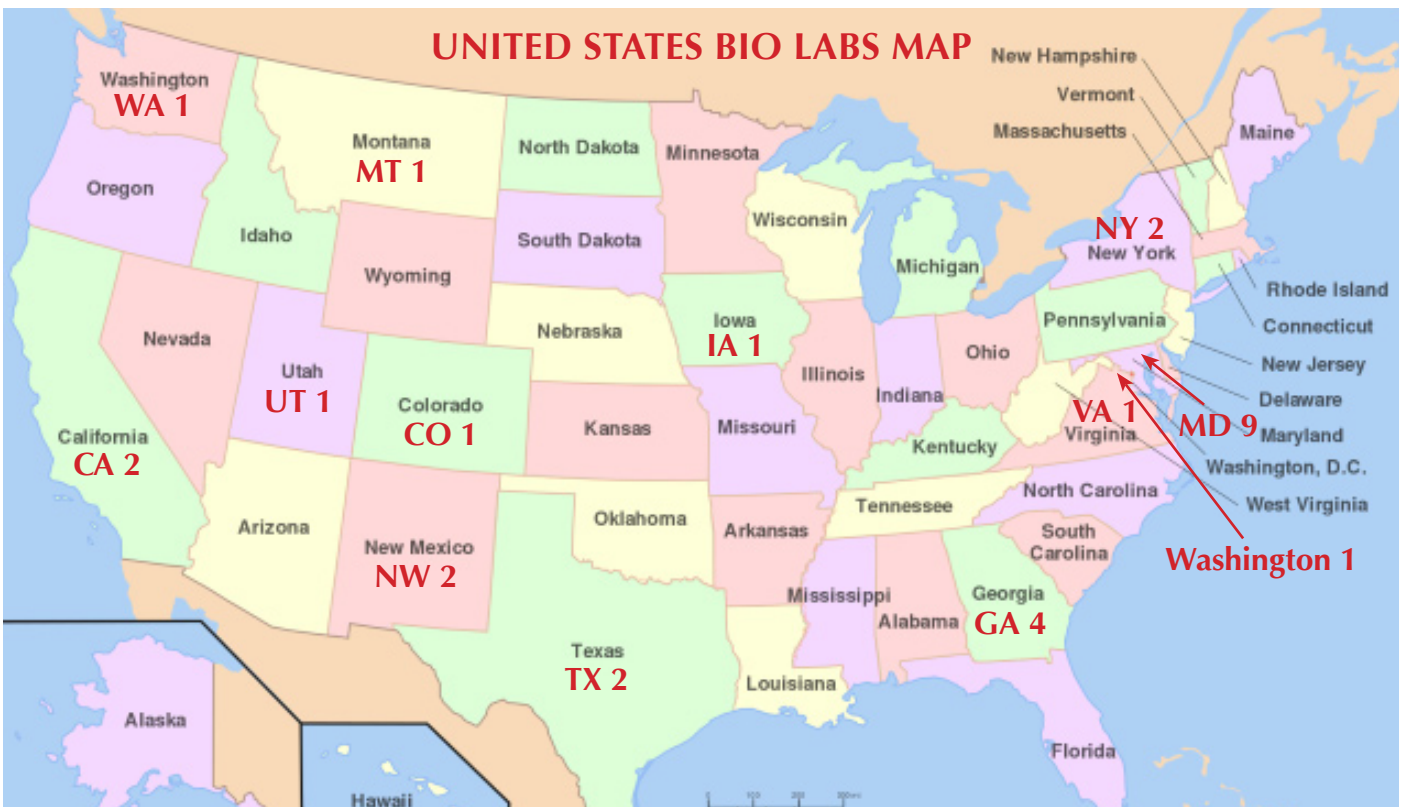 UNITED STATES BIO LABS MAP
New Hampshire
Vermont
Massachusetts
Maine
Washington
WA 1
Montana
MT 1
North Dakota
Minnesota
Oregon
Idaho
South Dakota
Wisconsin
NY 2
New York
Wyoming
Michigan
Rhode Island
Iowa
IA 1
Pennsylvania
Connecticut
Nebraska
Nevada
Ohio
New Jersey
Utah
UT 1
Illinois
Indiana
Delaware
Colorado
CO 1
VA 1
Virginia
MD 9
Maryland
California
CA 2
Kansas
Missouri
Kentucky
Washington, D.C.
North Carolina
West Virginia
Tennessee
Arizona
Oklahoma
Arkansas
South
Carolina
New Mexico
NW 2
Washington 1
Mississippi
Alabama
Georgia
GA 4
Texas
TX 2
Louisiana
Alaska
Florida
Hawaii